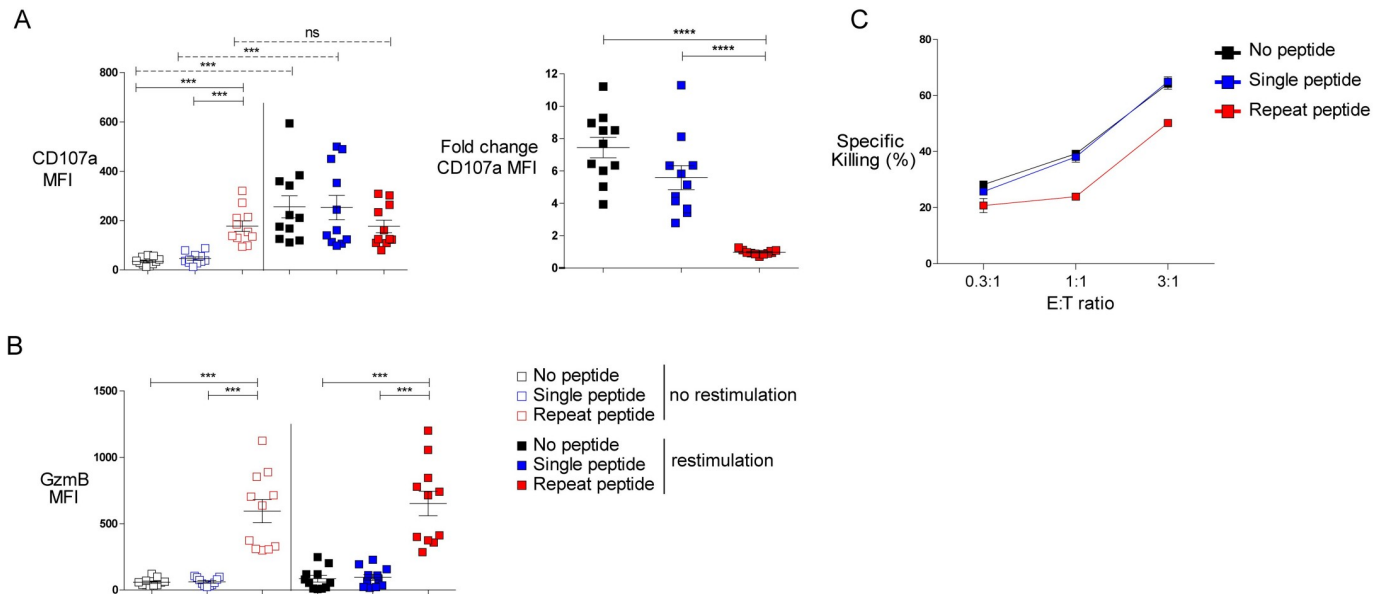 A
ns
***
***
***
***
CD107a
MFI
800
600
400
200
0
****
****
Fold change
CD107a MFI
12
10
8
6
4
2
0
C
Specific
Killing (%)
80
60
40
20
0
0.3:1
1:1
3:1
E:T ratio
No peptide
Single peptide
Repeat peptide
B
***
***
***
***
GzmB
MFI
1500
1000
500
0
No peptide
Single peptide
Repeat peptide
no restimulation
No peptide
Single peptide
Repeat peptide
restimulation